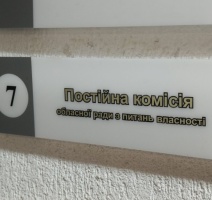 7
Постійна комісія
обласної ради з питань власності